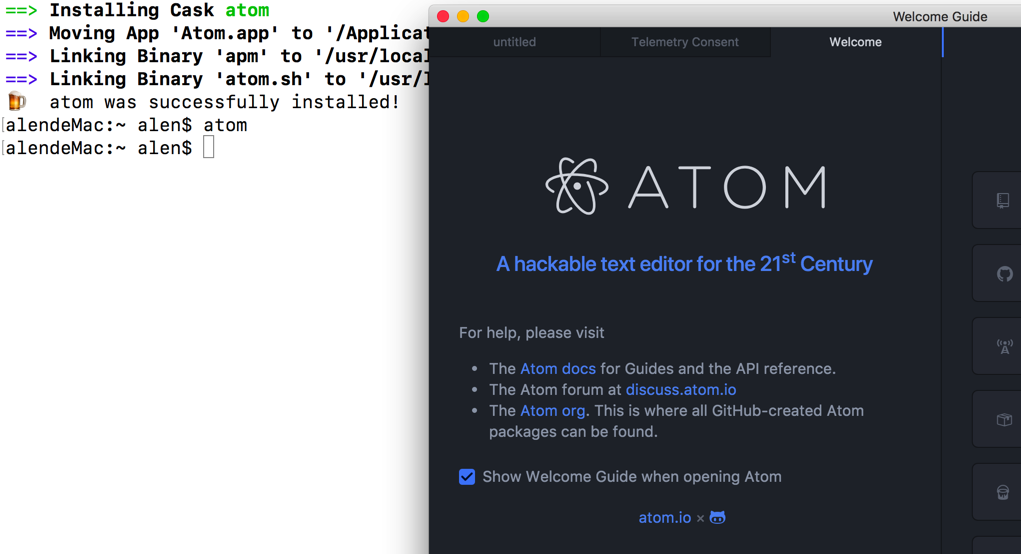 ==> Installing Cask atom
==> Moving App 'Atom.app' to '/Applicat
==> Linking Binary 'apm' to '/usr/local
==> Linking Binary 'atom.sh' to '/usr/l
🍺 atom was successfully installed!
[alendeMac:~ alen$ atom
[alendeMac:~ alen$
Welcome Guide
untitled
Telemetry Consent
Welcome
ATOM
A hackable text editor for the 21st Century
For help, please visit
• The Atom docs for Guides and the API reference.
• The Atom forum at discuss.atom.io
• The Atom org. This is where all GitHub-created Atom
packages can be found.
Show Welcome Guide when opening Atom
atom.io ×